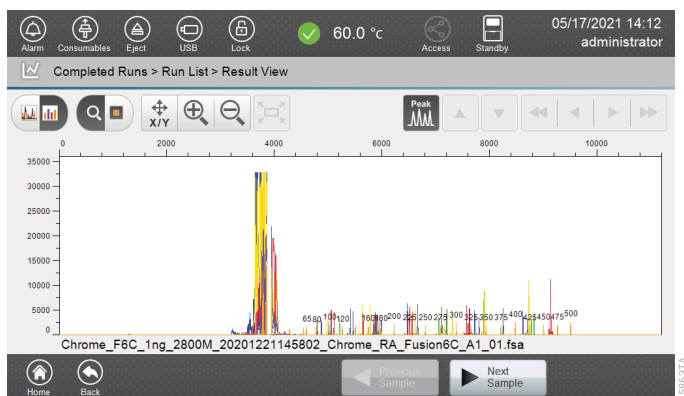 05/17/2021 14:12
60.0 °c
administrator
Alarm Consumables Eject USB Lock Access Standby
Completed Runs > Run List > Result View
X/Y
Peak
0 2000 4000 6000 8000 10000
35000
30000
25000
20000
15000
10000
5000
0
65 80 100 120 160 180 200 225 250 275 300 325 350 375 400 425 450 475 500
Chrome_F6C_1ng_2800M_20201221145802_Chrome_RA_Fusion6C_A1_01.fsa
Previous Next
Sample Sample
Home Back